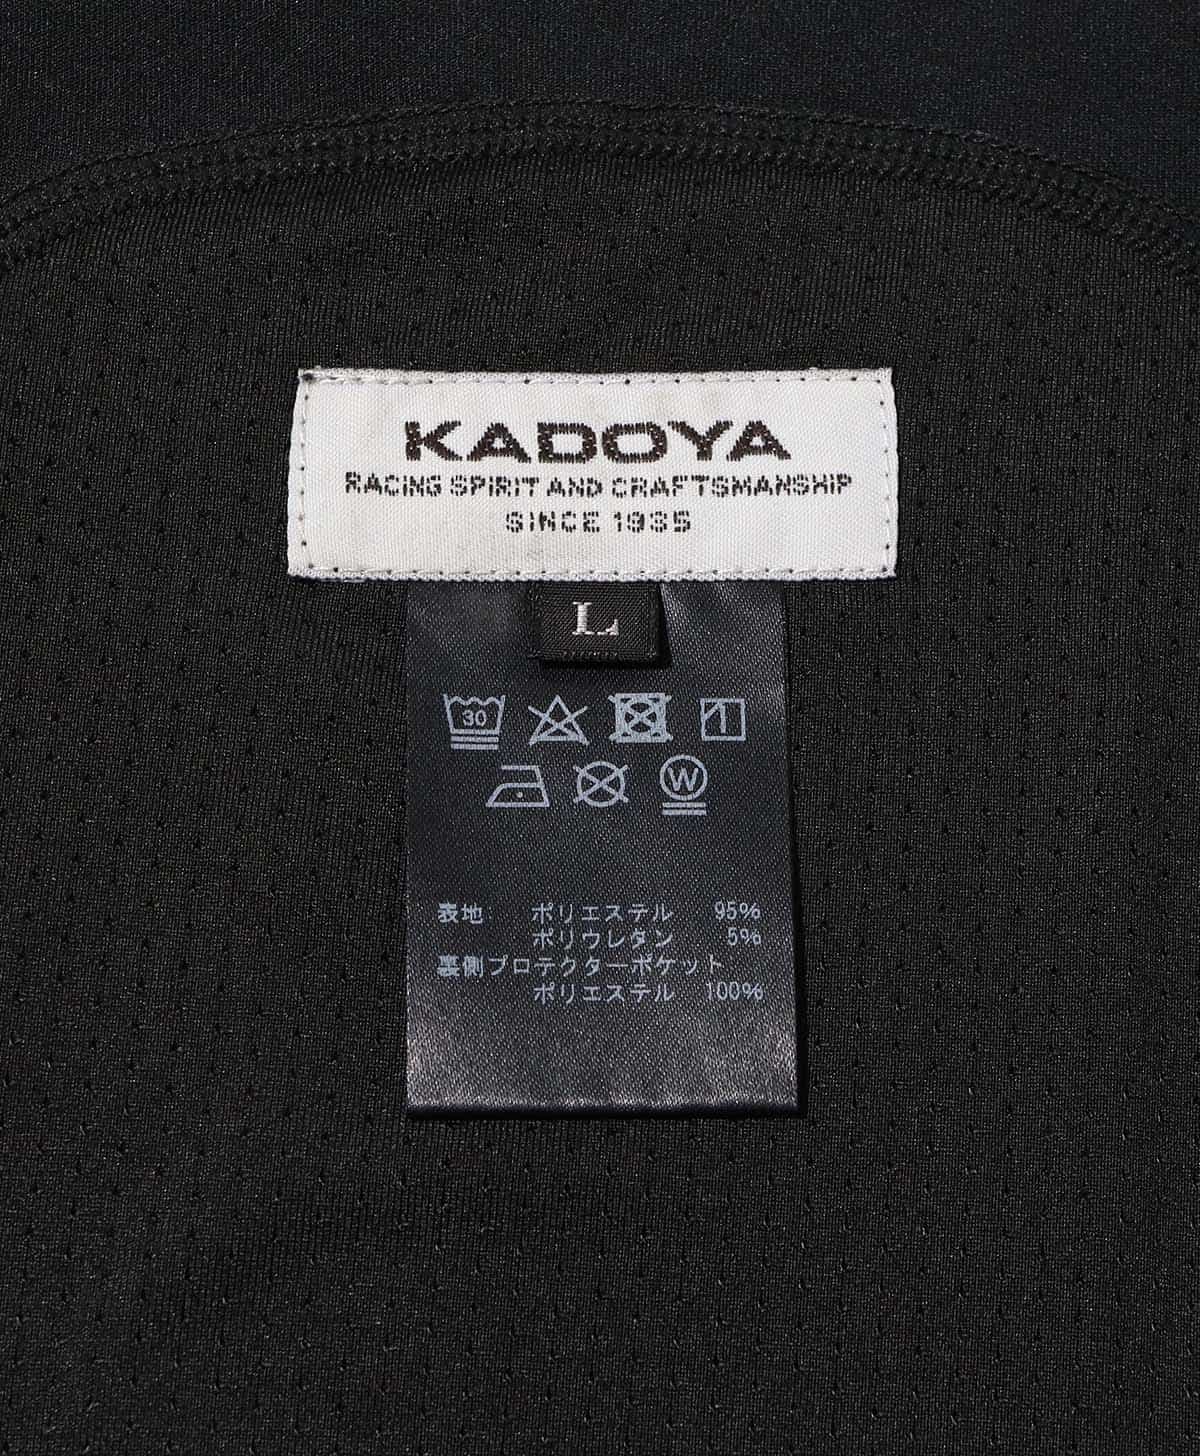 KADOYA
RACING SPIRIT AND CRAFTSMANSHIP
SINCE 1935
L
30
W
表地: ポリエステル 95%
ポリウレタン 5%
裏側プロテクターポケット
ポリエステル 100%